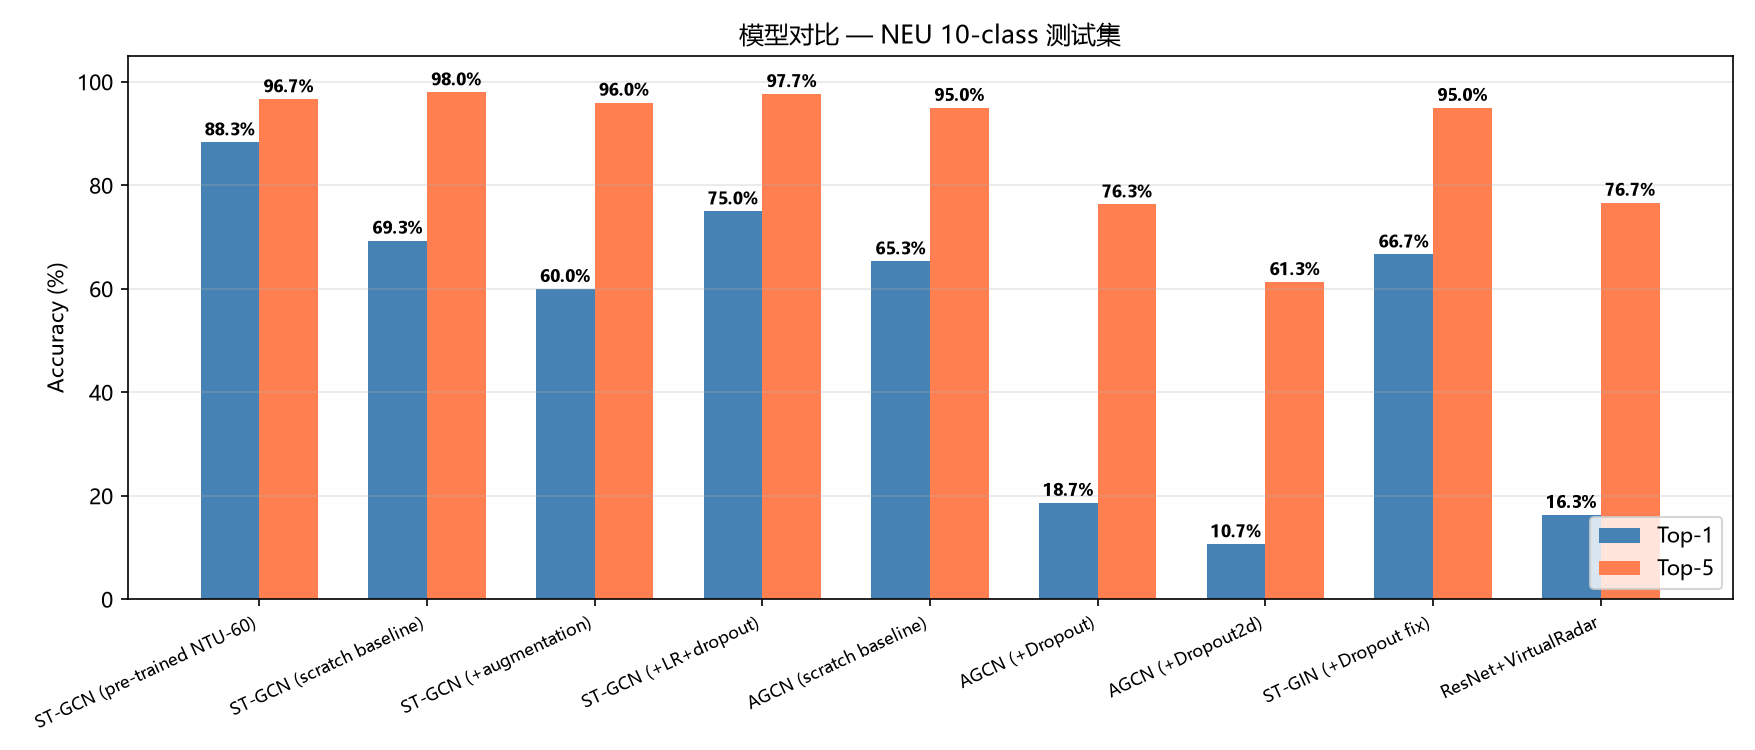 模型对比 — NEU 10-class 测试集
Accuracy (%)
100
80
60
40
20
0
88.3%
96.7%
69.3%
98.0%
60.0%
96.0%
75.0%
97.7%
65.3%
95.0%
18.7%
76.3%
10.7%
61.3%
66.7%
95.0%
16.3%
76.7%
Top-1
Top-5
ST-GCN (pre-trained NTU-60)
ST-GCN (scratch baseline)
ST-GCN (+augmentation)
ST-GCN (+LR+dropout)
AGCN (scratch baseline)
AGCN (+Dropout)
AGCN (+Dropout2d)
ST-GIN (+Dropout fix)
ResNet+VirtualRadar